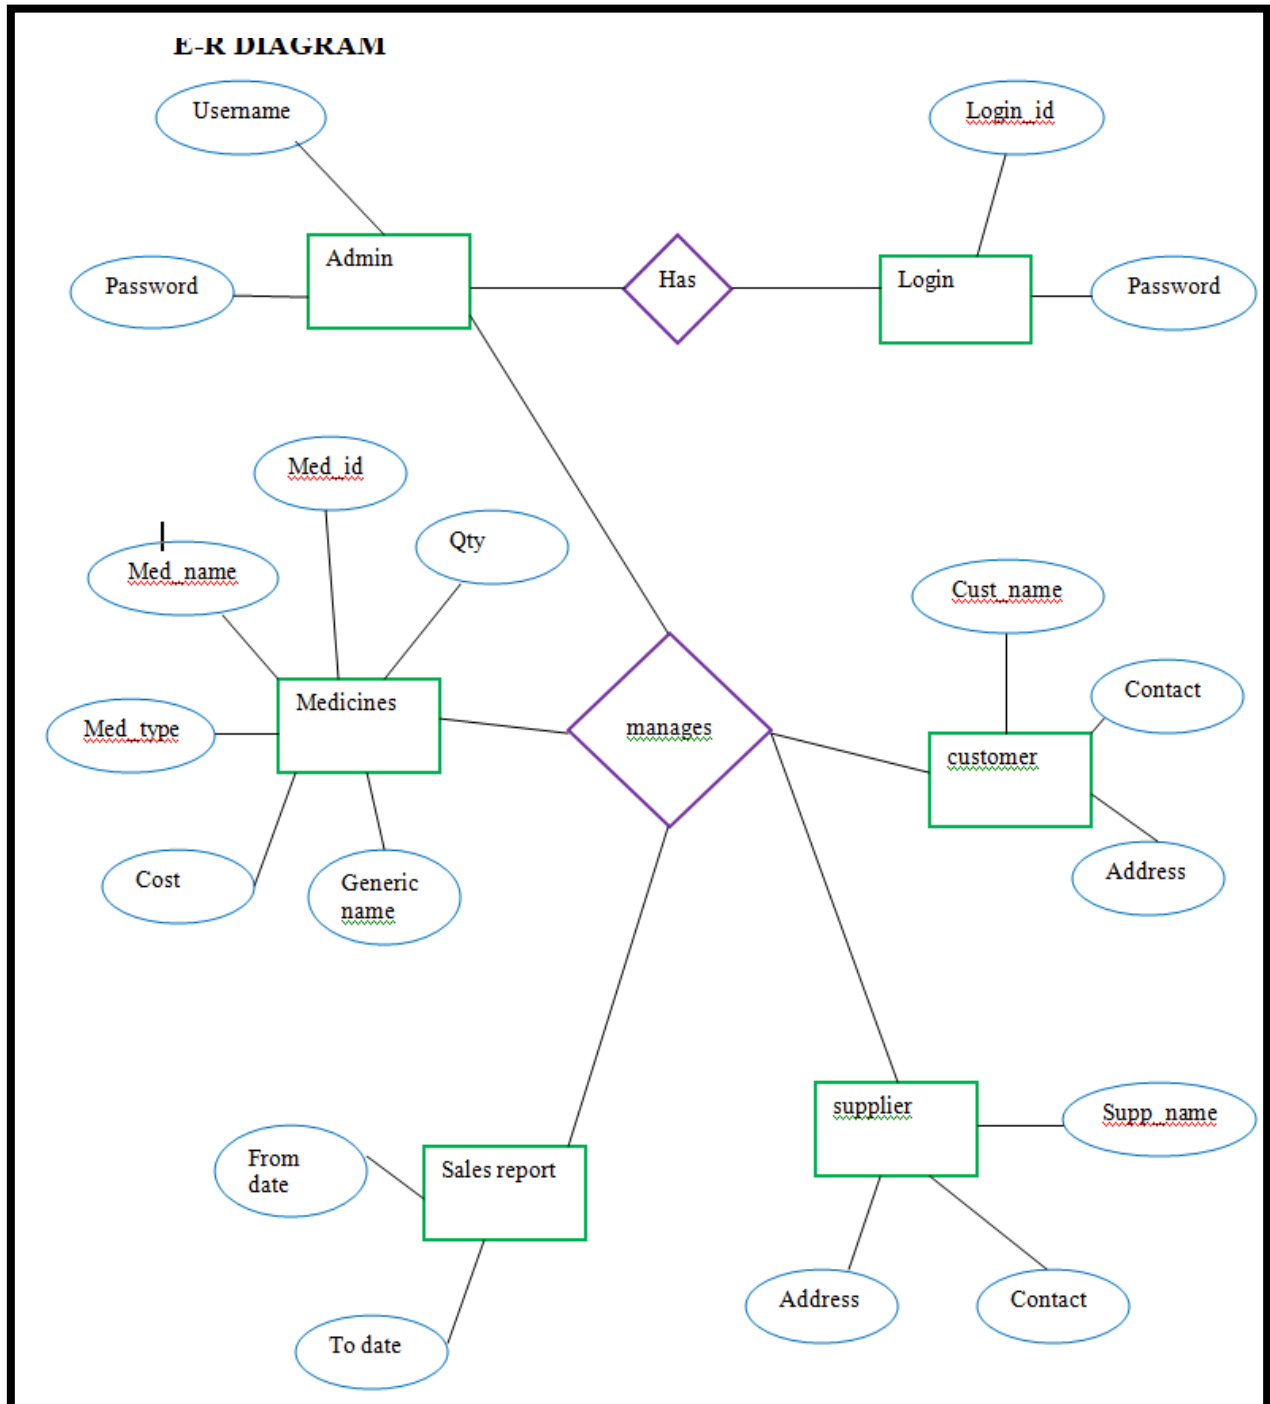 E-R DIAGRAM
Username
Login_id
Admin
Has
Login
Password
Password
Med_id
Qty
Med_name
Cust_name
Contact
Medicines
Med_type
manages
customer
Cost
Generic
name
Address
supplier
Supp_name
From
date
Sales report
Address
Contact
To date